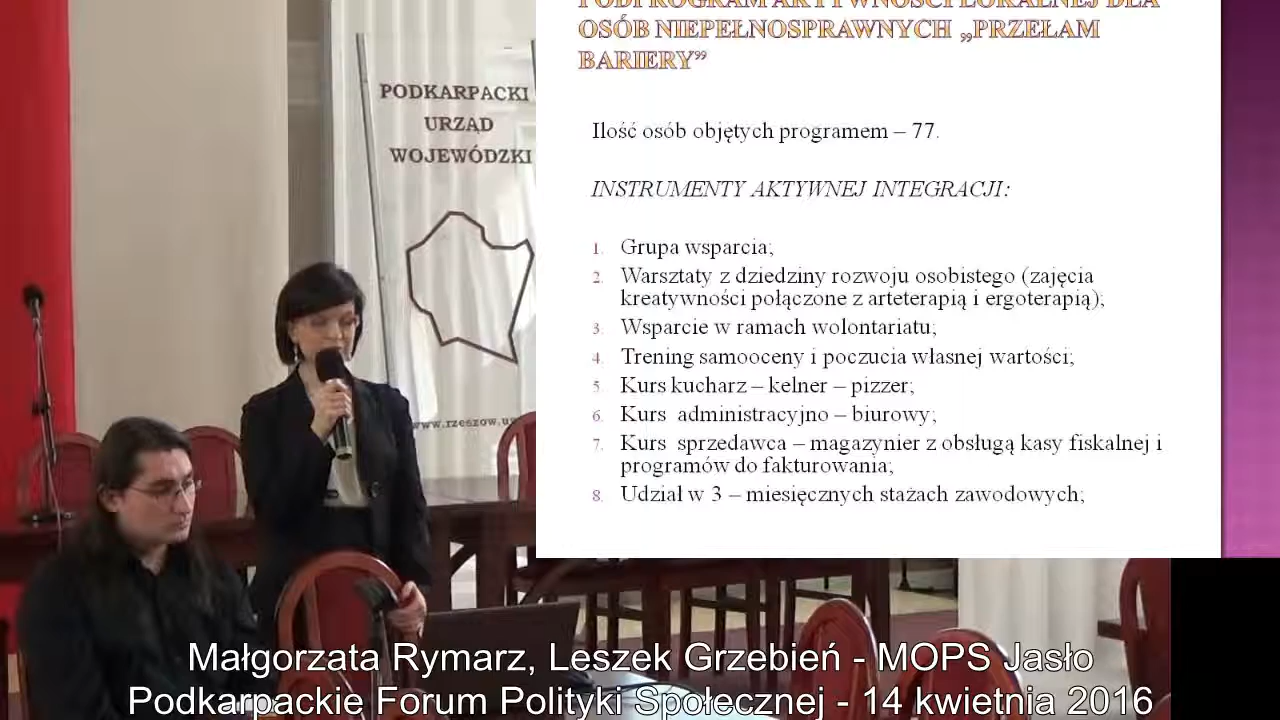 PODPROGRAM AKTYWNOŚCI LOKALNEJ DLA
OSÓB NIEPEŁNOSPRAWNYCH „PRZEŁAM
BARIERY”
Ilość osób objętych programem – 77.
INSTRUMENTY AKTYWNEJ INTEGRACJI:
1. Grupa wsparcia;
2. Warsztaty z dziedziny rozwoju osobistego (zajęcia
kreatywności połączone z arteterapią i ergoterapią);
3. Wsparcie w ramach wolontariatu;
4. Trening samooceny i poczucia własnej wartości;
5. Kurs kucharz – kelner – pizzer;
6. Kurs administracyjno – biurowy;
7. Kurs sprzedawca – magazynier z obsługą kasy fiskalnej i
programów do fakturowania;
8. Udział w 3 – miesięcznych stażach zawodowych;
PODKARPACKI
URZĄD
WOJEWÓDZKI
Małgorzata Rymarz, Leszek Grzebień - MOPS Jasło
Podkarpackie Forum Polityki Społecznej - 14 kwietnia 2016